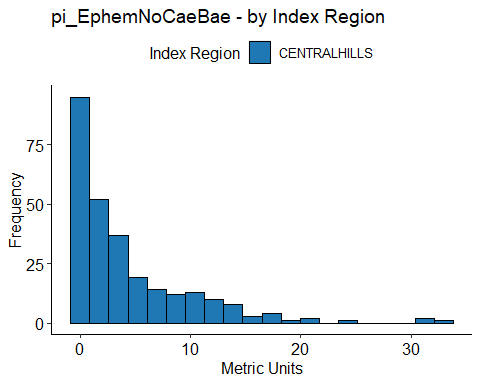 pi_EphemNoCaeBae - by Index Region
Index Region CENTRALHILLS
Frequency
75
50
25
0
0 10 20 30
Metric Units